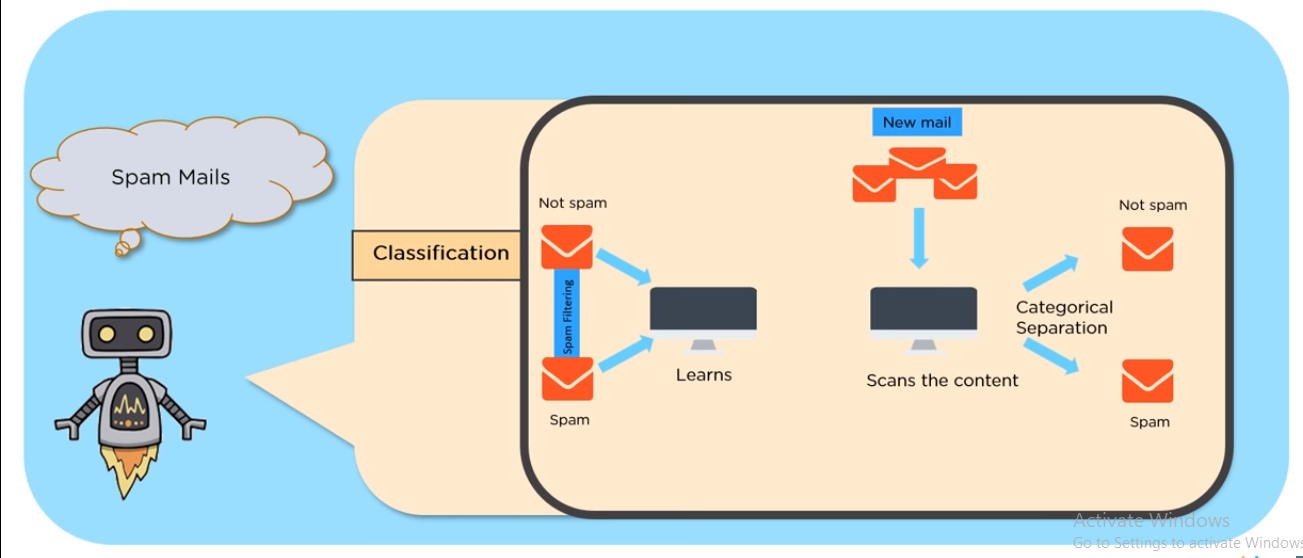 Spam Mails
Classification
Not spam
Spam Filtering
Spam
Learns
New mail
Scans the content
Categorical
Separation
Not spam
Spam
Activate Windows
Go to Settings to activate Windows